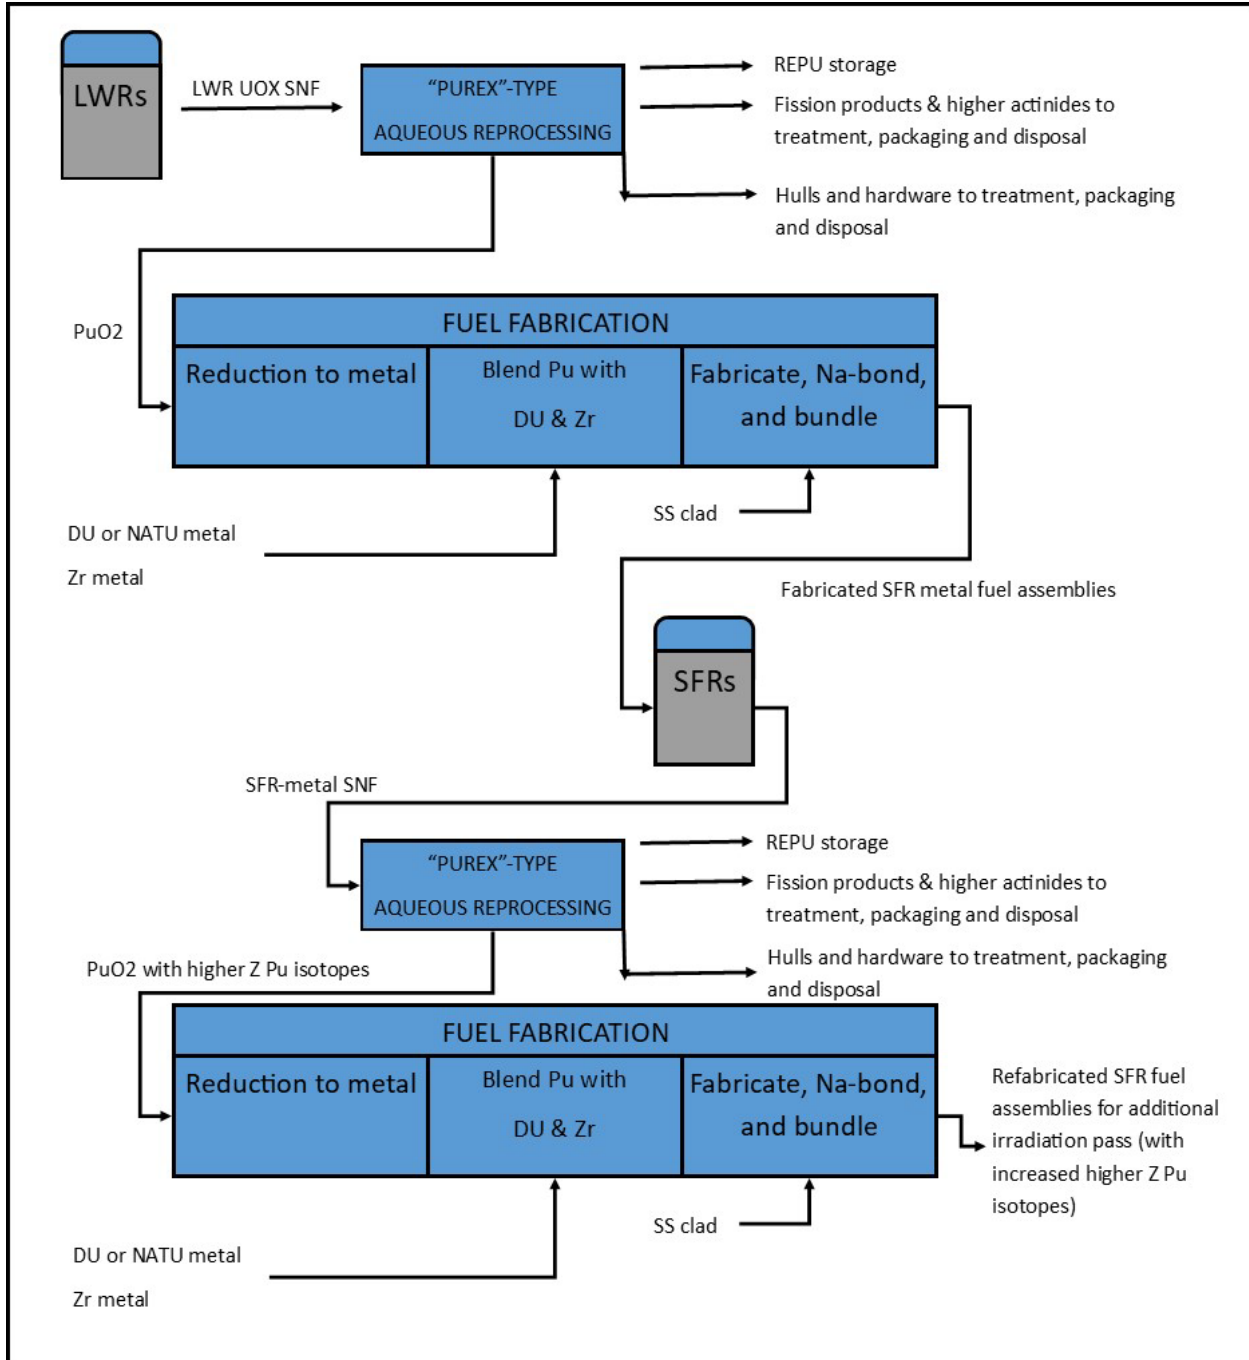 LWRs
LWR UOX SNF
“PUREX”-TYPE
AQUEOUS REPROCESSING
REPU storage
Fission products & higher actinides to
treatment, packaging and disposal
Hulls and hardware to treatment, packaging
and disposal
PuO2
FUEL FABRICATION
Reduction to metal
Blend Pu with
DU & Zr
Fabricate, Na-bond,
and bundle
SS clad
DU or NATU metal
Zr metal
Fabricated SFR metal fuel assemblies
SFRs
SFR-metal SNF
“PUREX”-TYPE
AQUEOUS REPROCESSING
REPU storage
Fission products & higher actinides to
treatment, packaging and disposal
Hulls and hardware to treatment, packaging
and disposal
PuO2 with higher Z Pu isotopes
FUEL FABRICATION
Reduction to metal
Blend Pu with
DU & Zr
Fabricate, Na-bond,
and bundle
Refabricated SFR fuel
assemblies for additional
irradiation pass (with
increased higher Z Pu
isotopes)
SS clad
DU or NATU metal
Zr metal